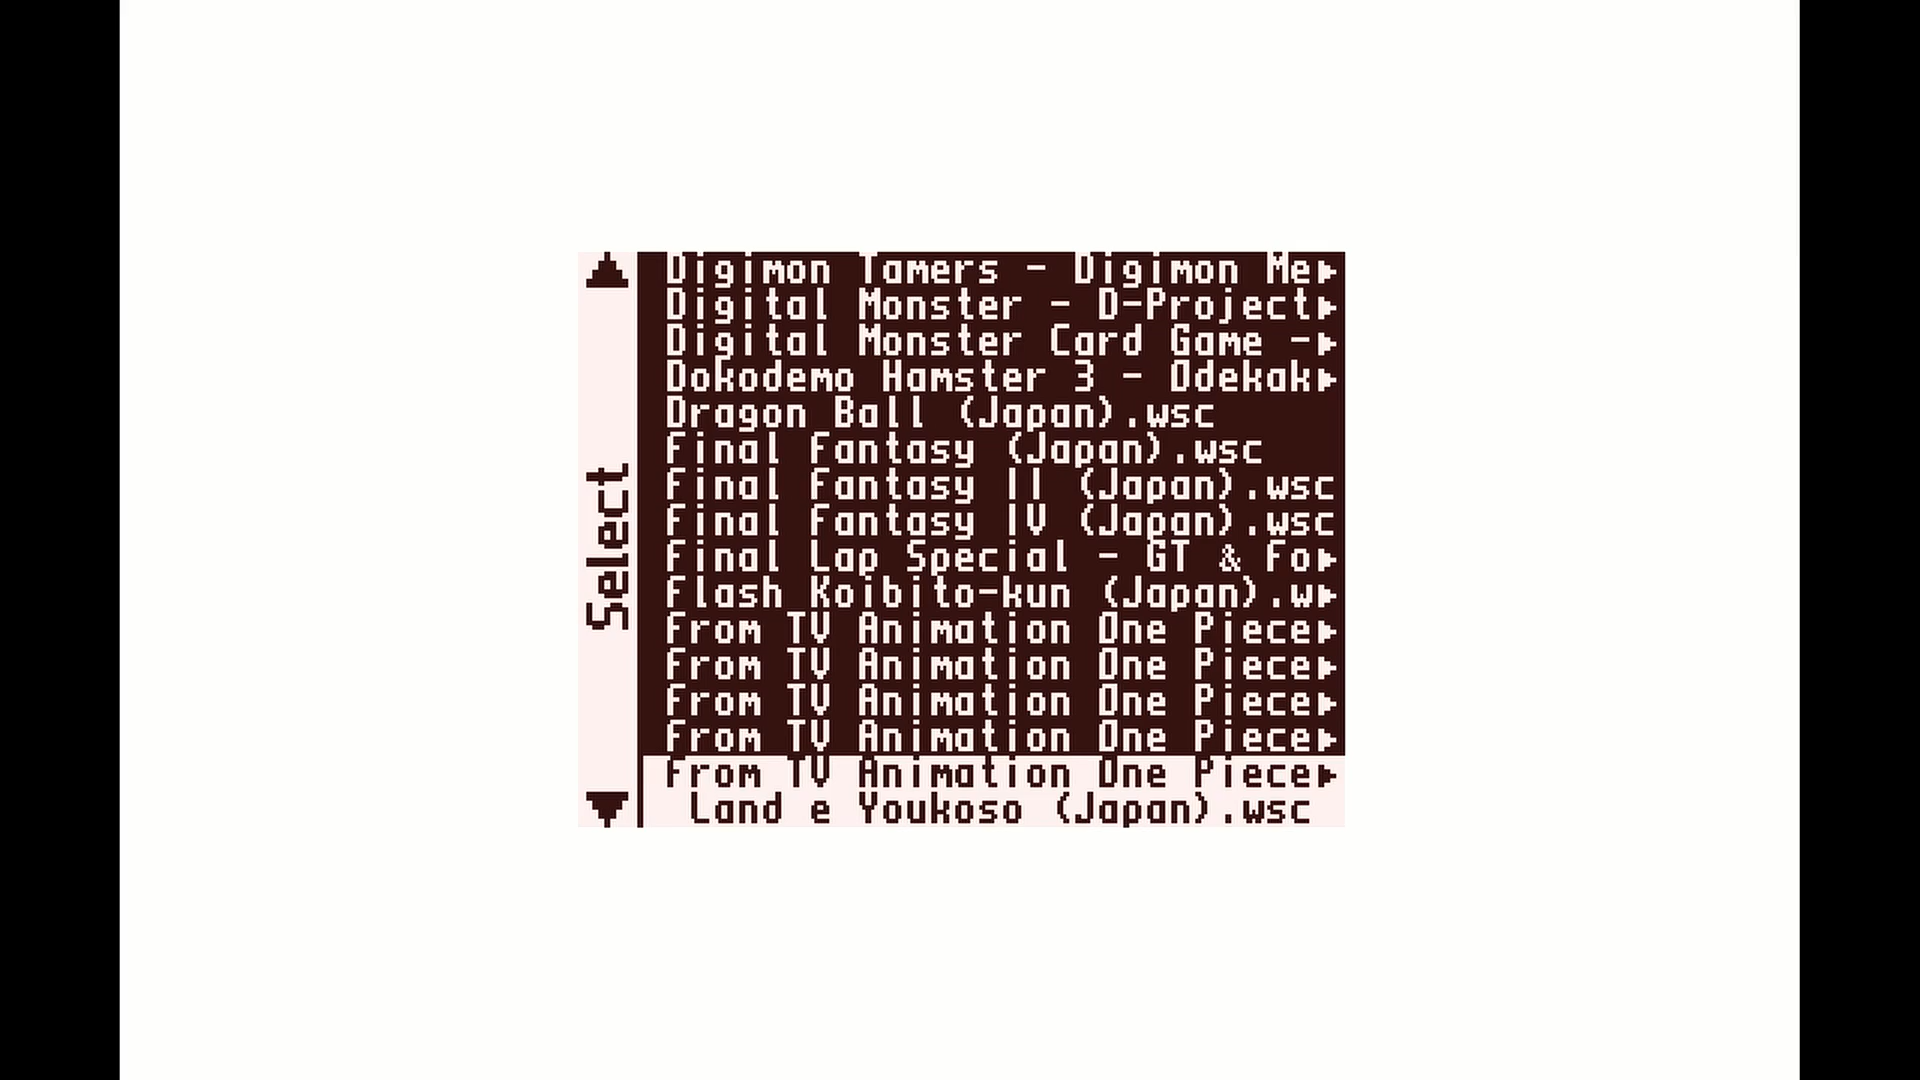 Select
Digimon Tamers - Digimon Me
Digital Monster - D-Project
Digital Monster Card Game -
Dokodemo Hamster 3 - Odekak
Dragon Ball (Japan).wsc
Final Fantasy (Japan).wsc
Final Fantasy II (Japan).wsc
Final Fantasy IV (Japan).wsc
Final Lap Special - GT & Fo
Flash Koibito-kun (Japan).w
From TV Animation One Piece
From TV Animation One Piece
From TV Animation One Piece
From TV Animation One Piece
From TV Animation One Piece
Land e Youkoso (Japan).wsc